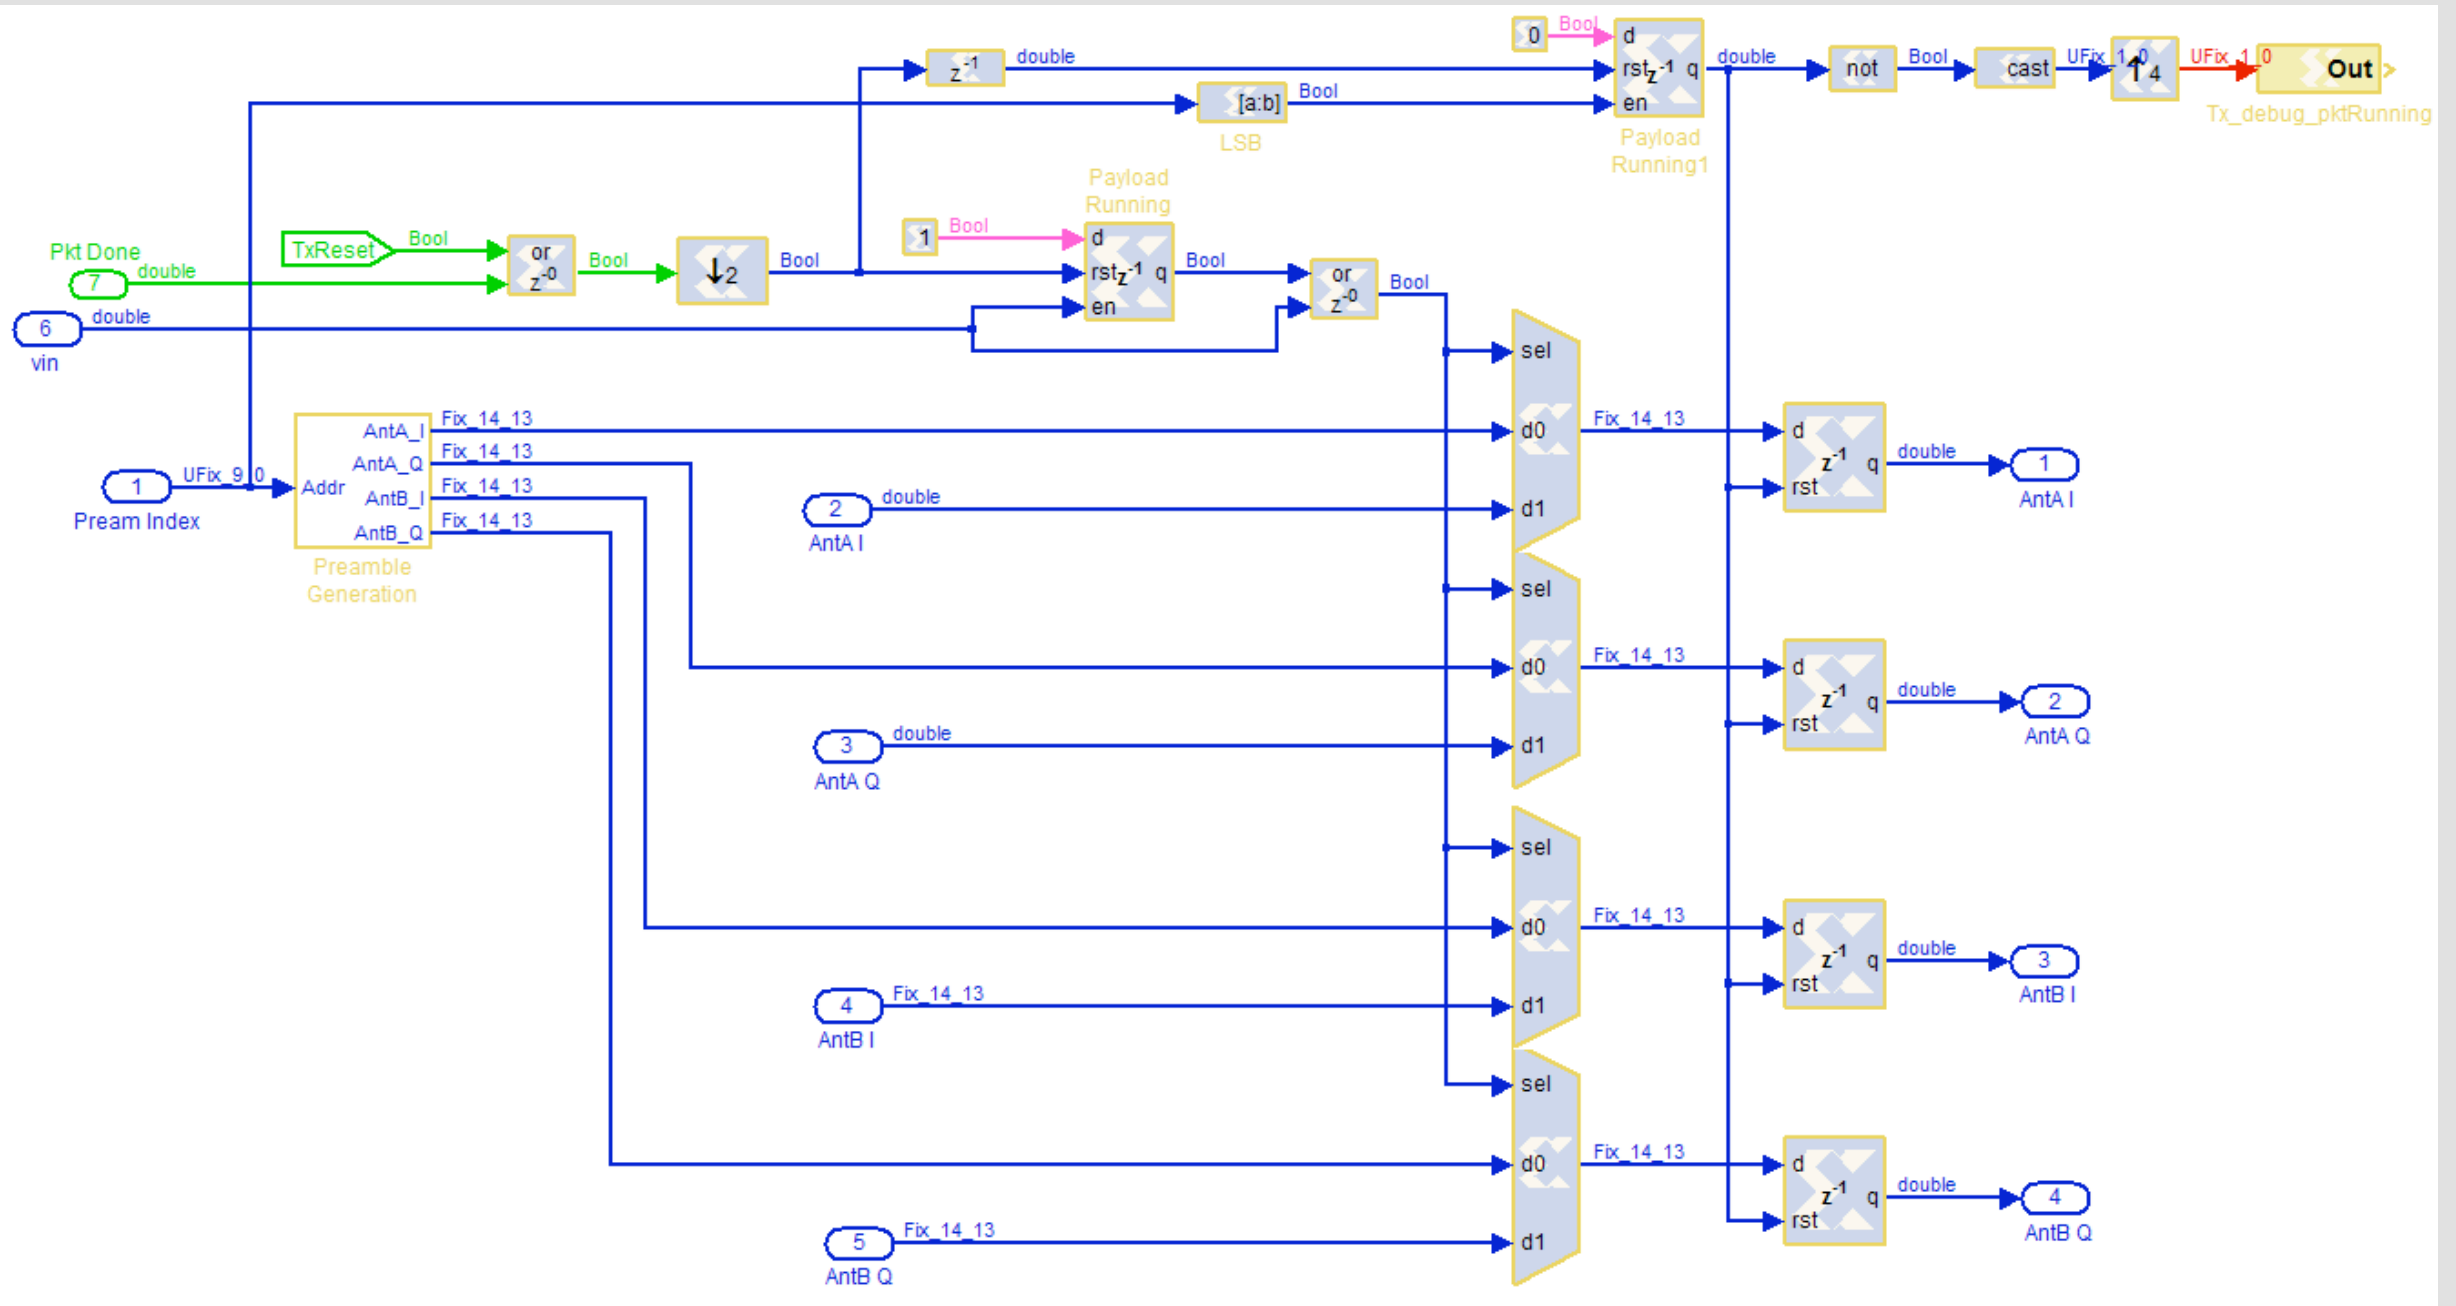 0
Bool
d
rst z-1 q
en
Payload
Running1
z-1
double
[a:b]
Bool
LSB
double
not
Bool
cast
UFix_1_0
↑4
UFix_1_0
Out
Tx_debug_pktRunning
Pkt Done
7
double
TxReset
Bool
or
z-0
Bool
↓2
Bool
6
double
vin
Payload
Running
1
Bool
d
rst z-1 q
en
Bool
or
z-0
Bool
1
UFix_9_0
Pream Index
Addr
AntA_I
AntA_Q
AntB_I
AntB_Q
Preamble
Generation
Fix_14_13
Fix_14_13
Fix_14_13
Fix_14_13
2
double
AntA I
sel
d0
d1
Fix_14_13
d
z-1 q
rst
double
1
AntA I
3
double
AntA Q
sel
d0
d1
Fix_14_13
d
z-1 q
rst
double
2
AntA Q
4
Fix_14_13
AntB I
sel
d0
d1
Fix_14_13
d
z-1 q
rst
double
3
AntB I
5
Fix_14_13
AntB Q
sel
d0
d1
Fix_14_13
d
z-1 q
rst
double
4
AntB Q